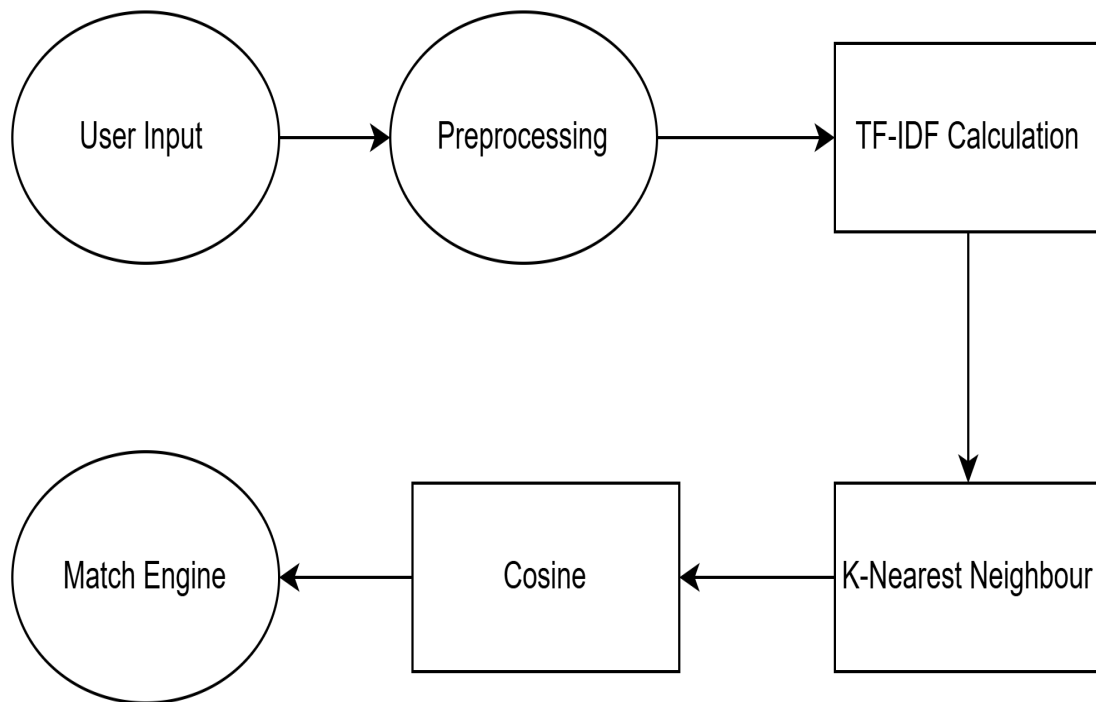 User Input
Preprocessing
TF-IDF Calculation
Match Engine
Cosine
K-Nearest Neighbour